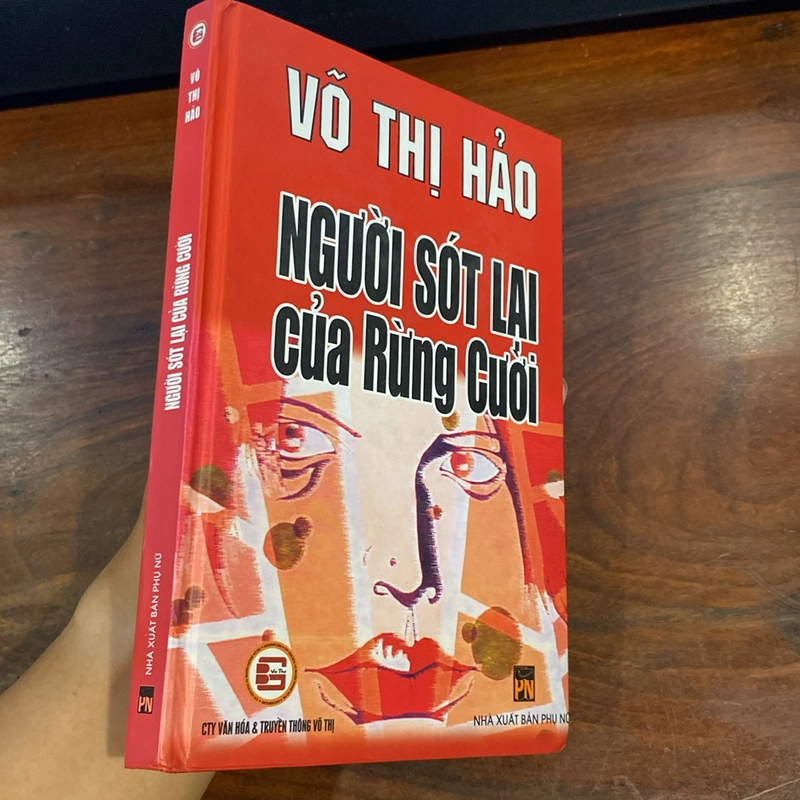 VÕ THỊ HẢO
NGƯỜI SÓT LẠI
của Rừng Cười
CTY VĂN HÓA & TRUYỀN THÔNG VÕ THỊ
PN
NHÀ XUẤT BẢN PHỤ NỮ
VÕ
THỊ
HẢO
NGƯỜI SÓT LẠI CỦA RỪNG CƯỜI
NHÀ XUẤT BẢN PHỤ NỮ
PN